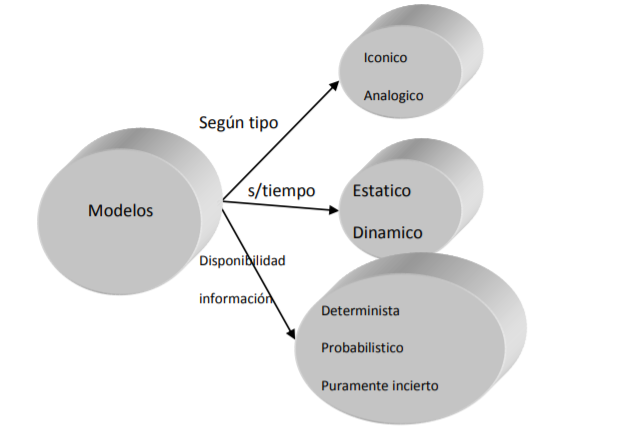 Iconico
Analogico
Según tipo
Modelos
s/tiempo
Estatico
Dinamico
Disponibilidad
información
Determinista
Probabilistico
Puramente incierto